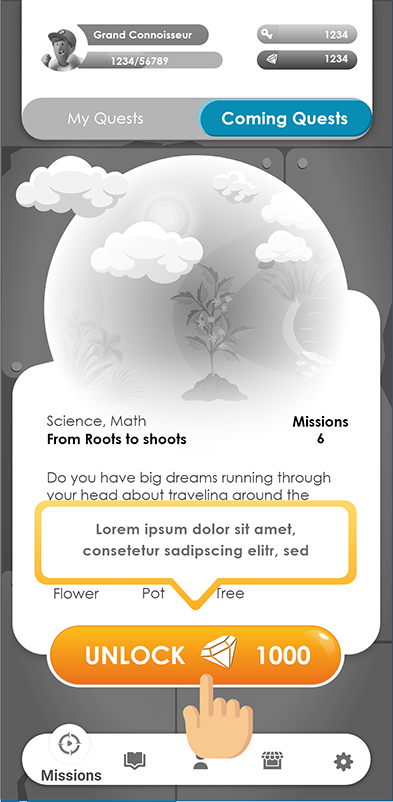 Grand Connoisseur
1234
1234/56789
1234
My Quests
Coming Quests
Science, Math
Missions
From Roots to shoots
6
Do you have big dreams running through
your head about traveling around the
Lorem ipsum dolor sit amet,
consetetur sadipscing elitr, sed
Flower
Pot
Tree
UNLOCK
1000
Missions